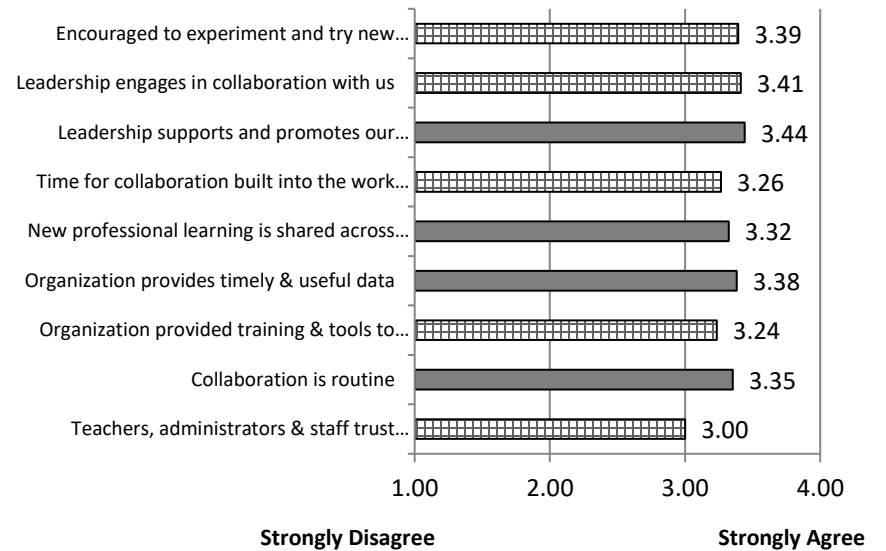 Encouraged to experiment and try new… 3.39
Leadership engages in collaboration with us 3.41
Leadership supports and promotes our… 3.44
Time for collaboration built into the work… 3.26
New professional learning is shared across… 3.32
Organization provides timely & useful data 3.38
Organization provided training & tools to… 3.24
Collaboration is routine 3.35
Teachers, administrators & staff trust… 3.00
1.00 2.00 3.00 4.00
Strongly Disagree Strongly Agree